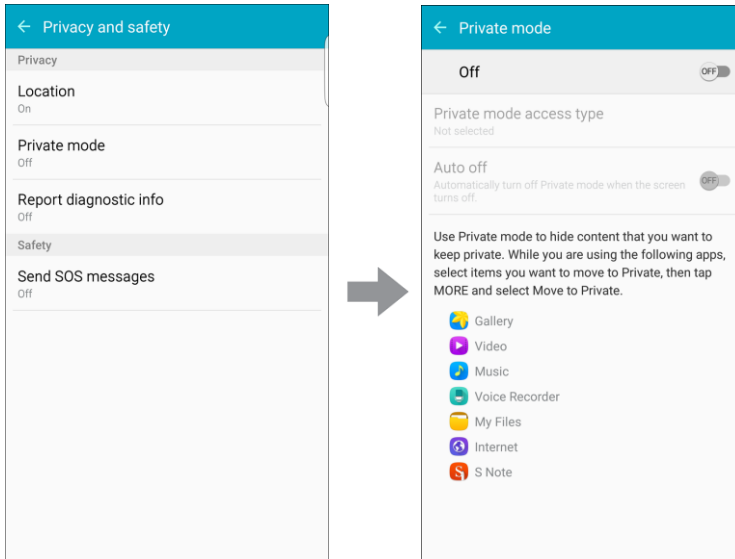 Privacy and safety
Privacy
Location
On
Private mode
Off
Report diagnostic info
Off
Safety
Send SOS messages
Off
Private mode
Off OFF
Private mode access type
Not selected
Auto off
Automatically turn off Private mode when the screen OFF
turns off.
Use Private mode to hide content that you want to
keep private. While you are using the following apps,
select items you want to move to Private, then tap
MORE and select Move to Private.
Gallery
Video
Music
Voice Recorder
My Files
Internet
S Note